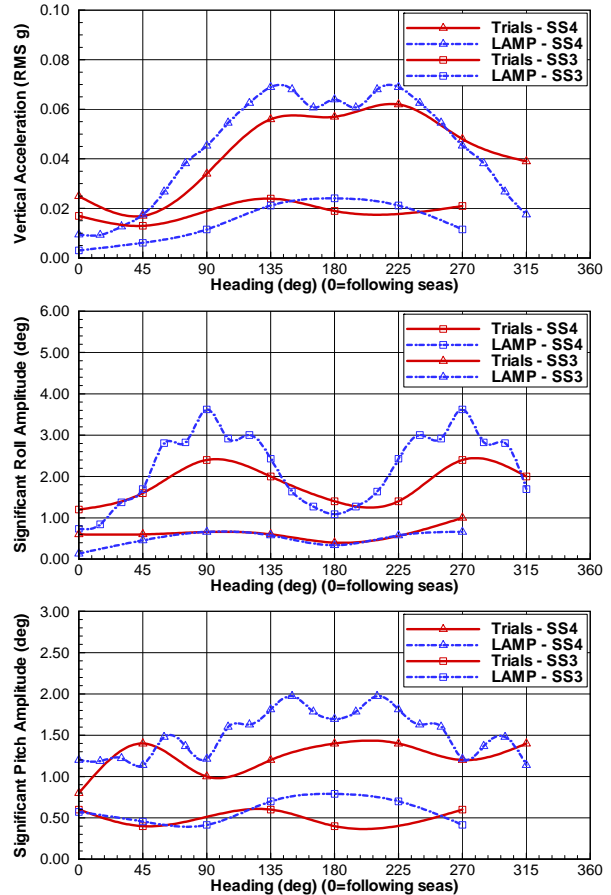 Vertical Acceleration (RMS g)
0.10
0.08
0.06
0.04
0.02
0.00
Trials - SS4
LAMP - SS4
Trials - SS3
LAMP - SS3
0 45 90 135 180 225 270 315 360
Heading (deg) (0=following seas)
Significant Roll Amplitude (deg)
6.00
5.00
4.00
3.00
2.00
1.00
0.00
Trials - SS4
LAMP - SS4
Trials - SS3
LAMP - SS3
0 45 90 135 180 225 270 315 360
Heading (deg) (0=following seas)
Significant Pitch Amplitude (deg)
3.00
2.50
2.00
1.50
1.00
0.50
0.00
Trials - SS4
LAMP - SS4
Trials - SS3
LAMP - SS3
0 45 90 135 180 225 270 315 360
Heading (deg) (0=following seas)